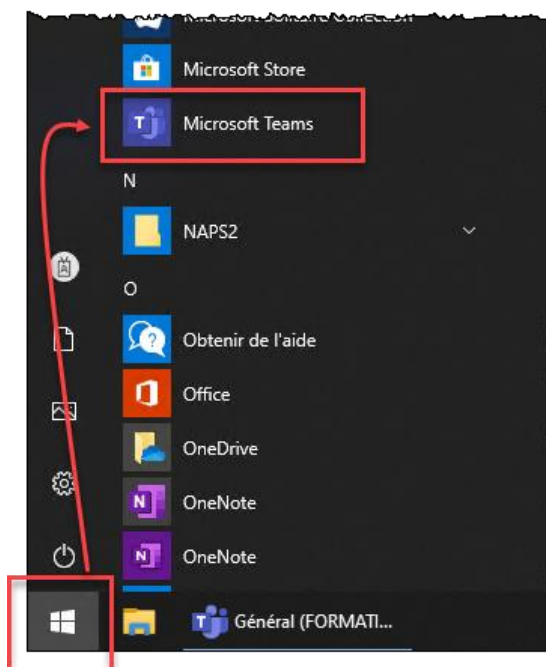 Microsoft Store
Microsoft Teams
N
NAPS2
O
Obtenir de l'aide
Office
OneDrive
OneNote
OneNote
Général (FORMATI...